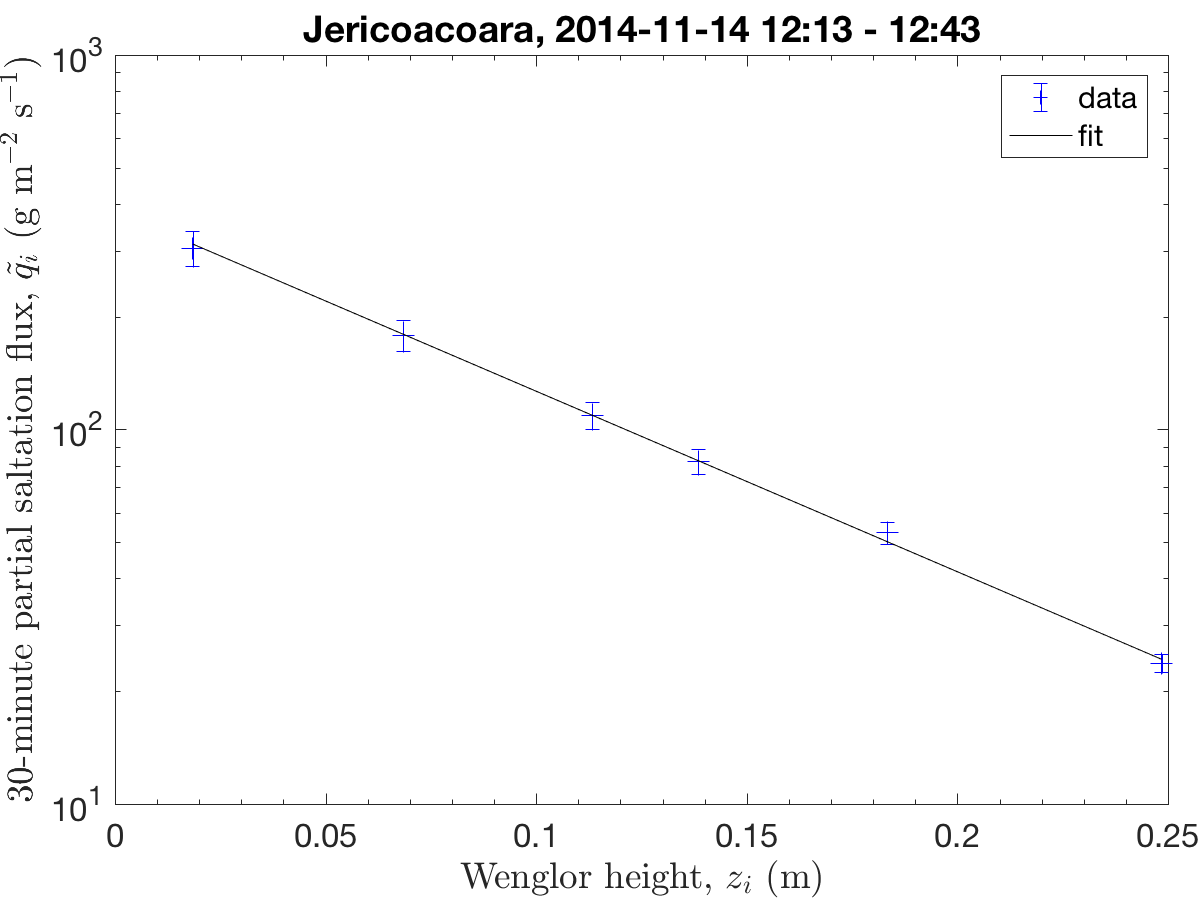 Jericoacoara, 2014-11-14 12:13 - 12:43
30-minute partial saltation flux, q̃ᵢ (g m⁻² s⁻¹)
10³
10²
10¹
data
fit
0 0.05 0.1 0.15 0.2 0.25
Wenglor height, zᵢ (m)